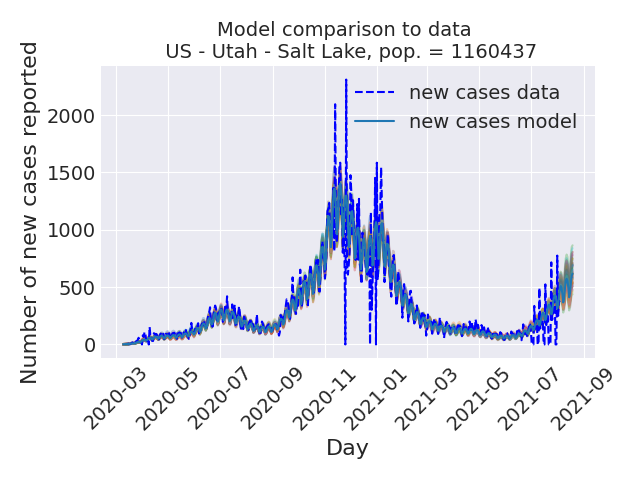 Model comparison to data
US - Utah - Salt Lake, pop. = 1160437
new cases data
new cases model
Number of new cases reported
2000
1500
1000
500
0
2020-03
2020-05
2020-07
2020-09
2020-11
2021-01
2021-03
2021-05
2021-07
2021-09
Day